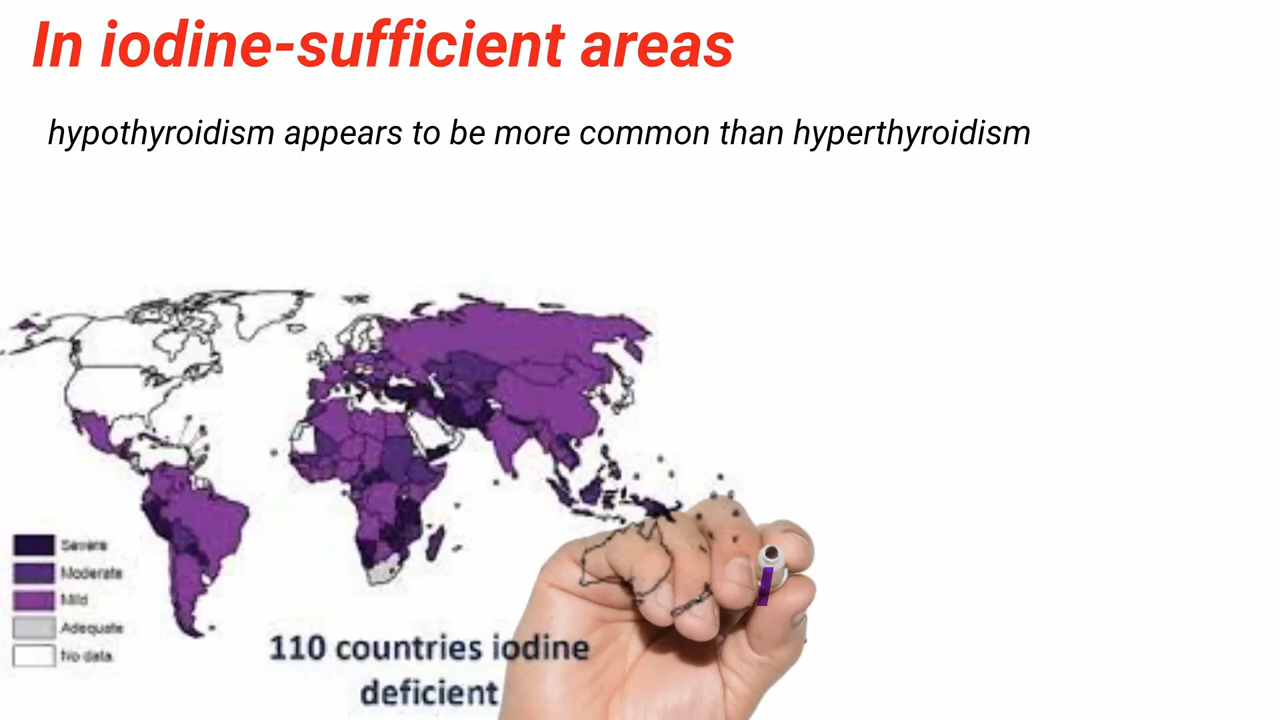 In iodine-sufficient areas
hypothyroidism appears to be more common than hyperthyroidism
Severe
Moderate
Mild
Adequate
No data
110 countries iodine
deficient